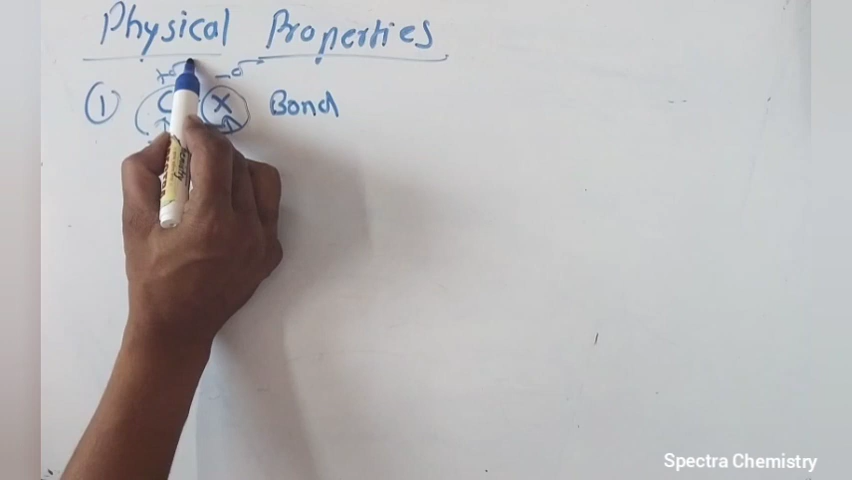 Physical Properties
+δ -δ
① C X Bond
Spectra Chemistry